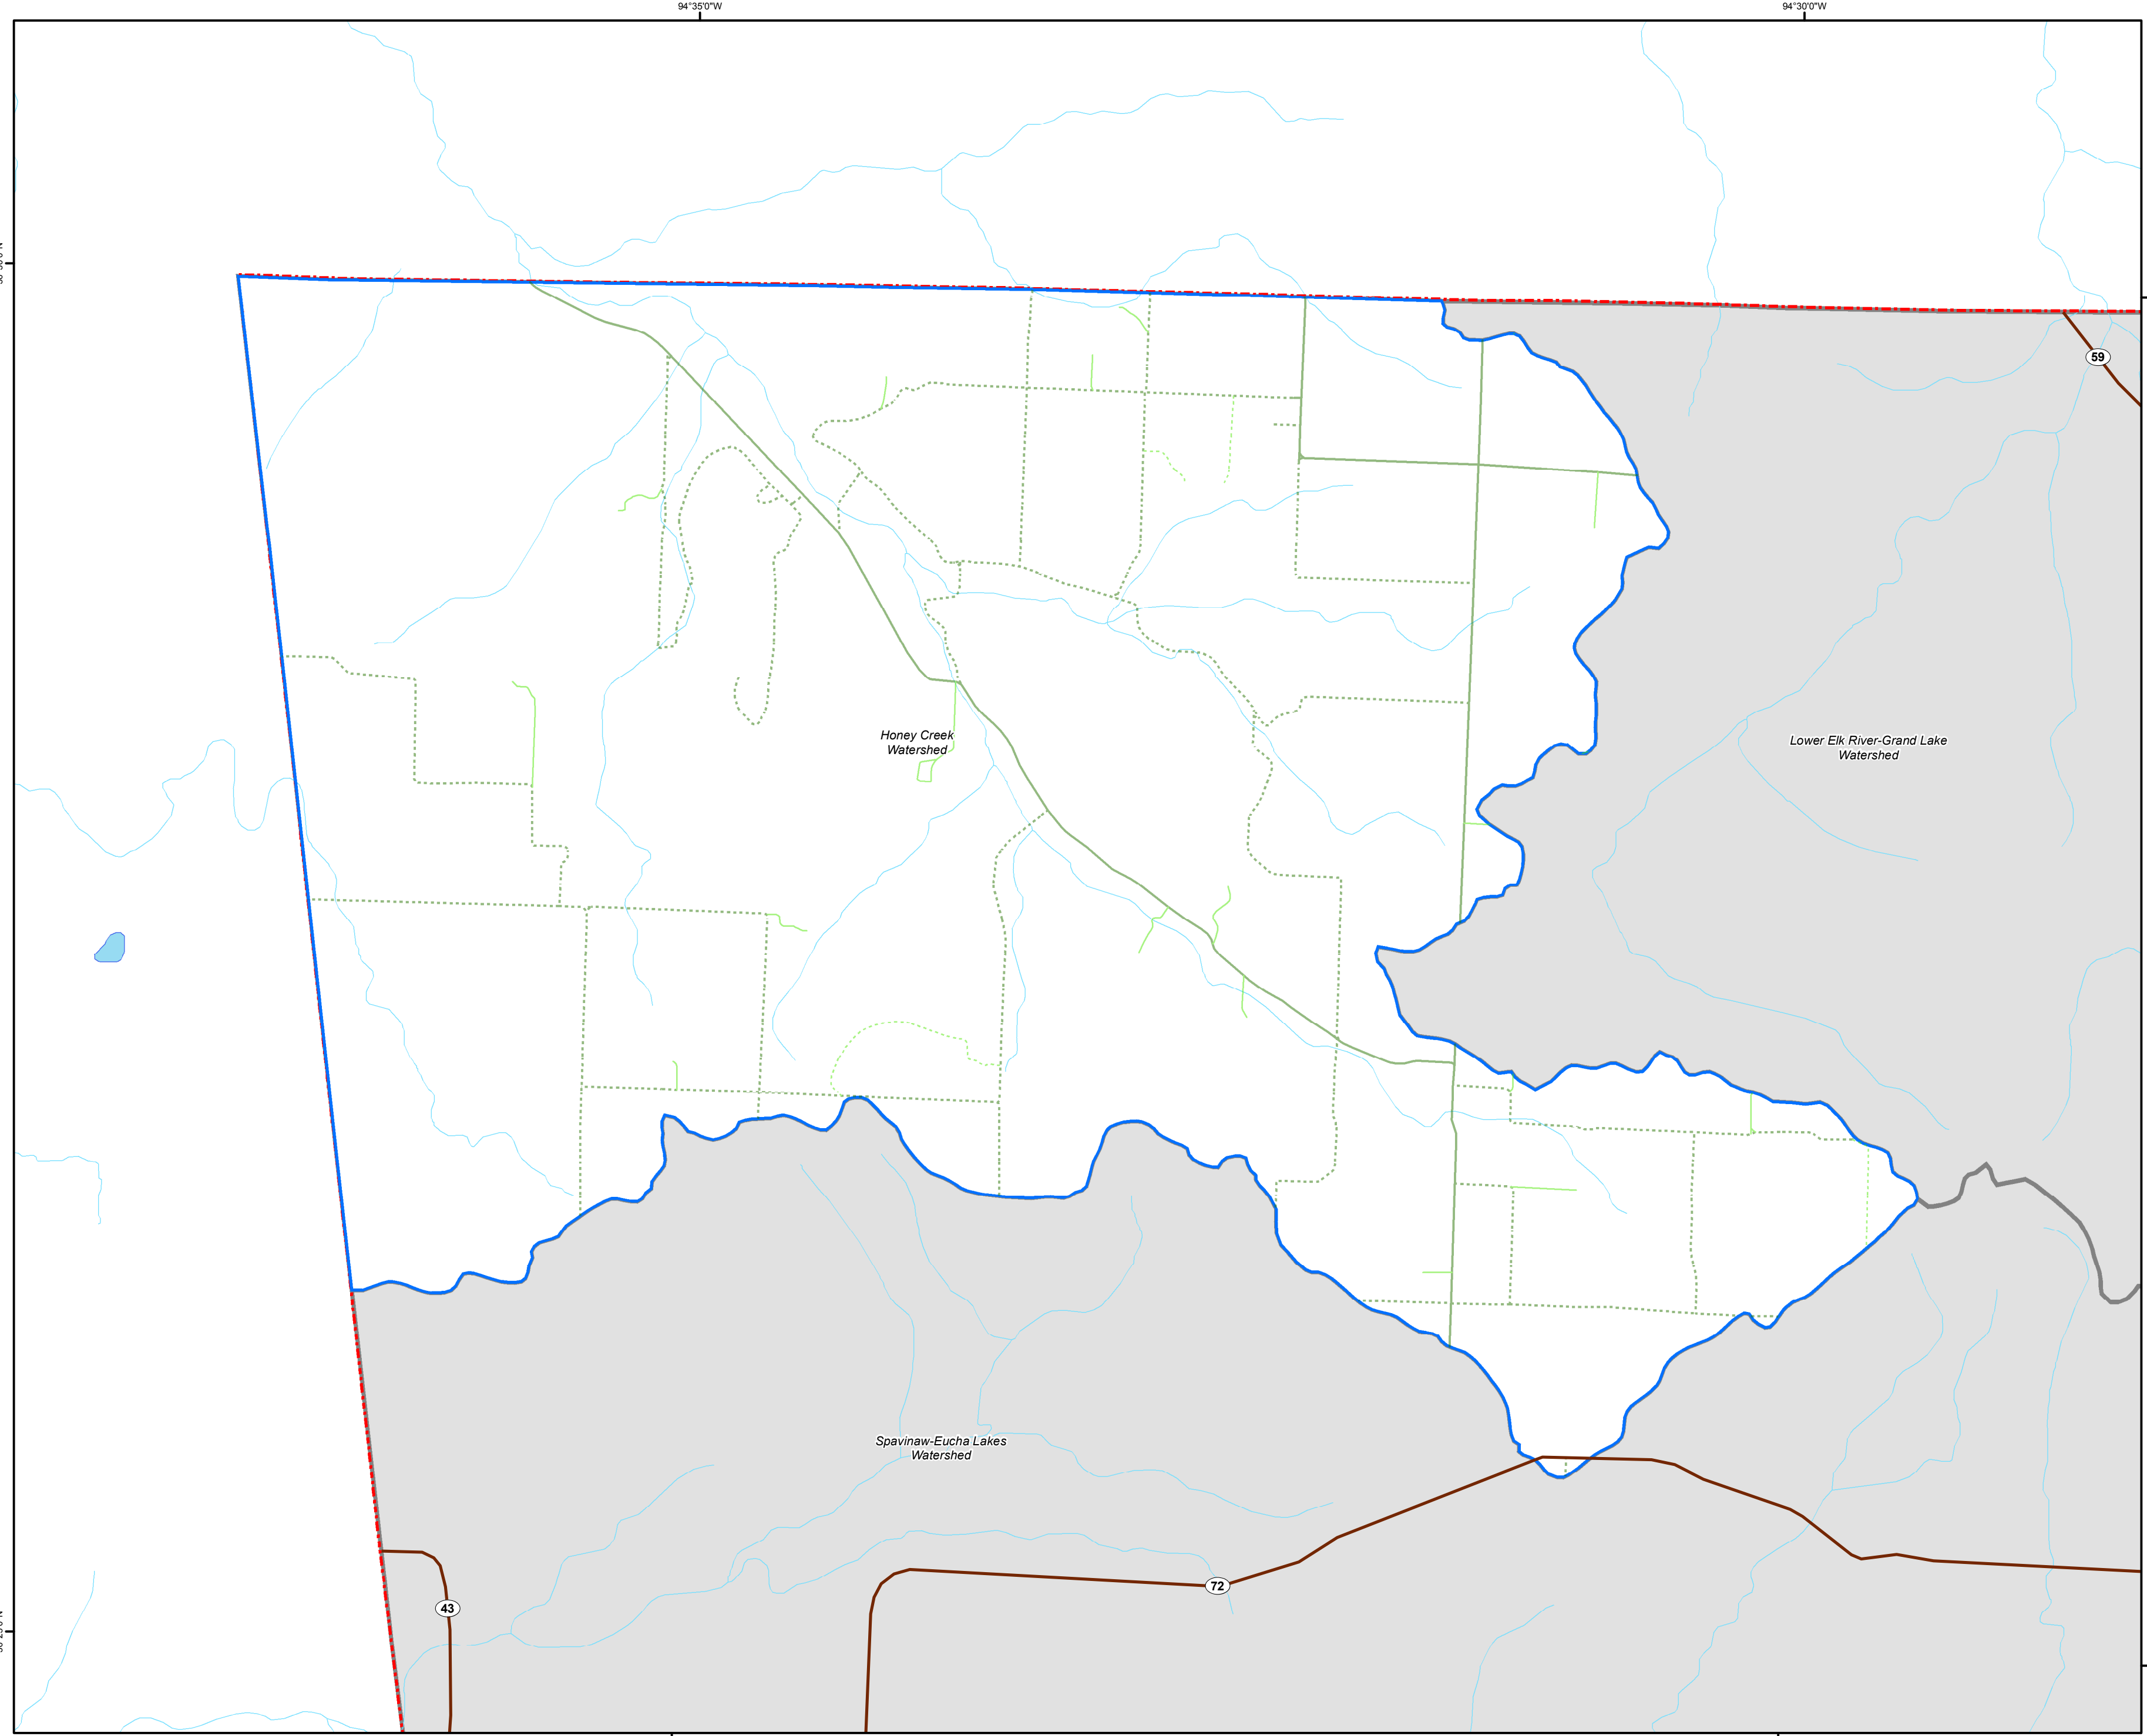 94°35'0"W
94°30'0"W
59
Honey Creek
Watershed
Lower Elk River-Grand Lake
Watershed
Spavinaw-Eucha Lakes
Watershed
72
43